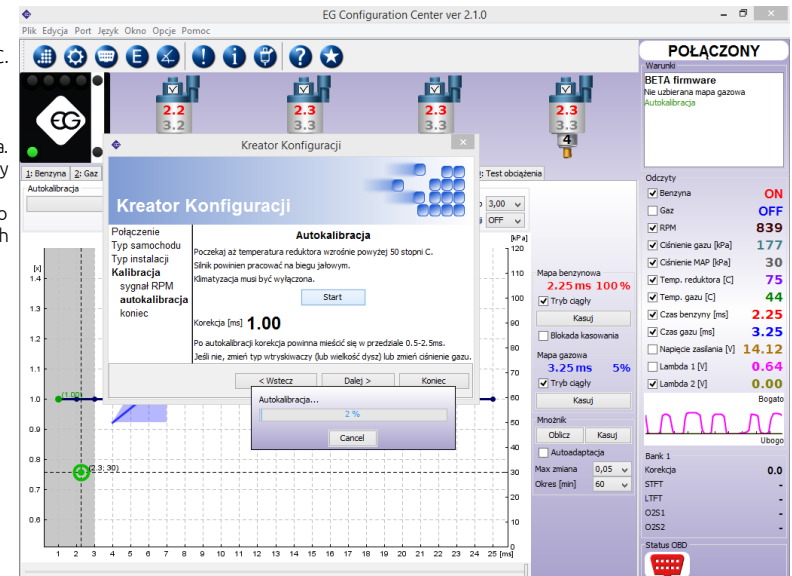 EG Configuration Center ver 2.1.0
Plik Edycja Port Język Okno Opcje Pomoc
C.
a.
y
o
h
EG
2.2
3.2
2.3
3.3
2.3
3.3
2.3
3.3
4
1: Benzyna
2: Gaz
: Test obciążenia
Autokalibracja
3,00
OFF
Kreator Konfiguracji
Kreator Konfiguracji
Połączenie
Typ samochodu
Typ instalacji
Kalibracja
sygnał RPM
autokalibracja
koniec
Autokalibracja
Poczekaj aż temperatura reduktora wzrośnie powyżej 50 stopni C.
Silnik powinien pracować na biegu jałowym.
Klimatyzacja musi być wyłączona.
Start
Korekcja [ms] 1.00
Po autokalibracji korekcja powinna mieścić się w przedziale 0.5-2.5ms.
Jeśli nie, zmień typ wtryskiwaczy (lub wielkość dysz) lub zmień ciśnienie gazu.
< Wstecz
Dalej >
Koniec
Autokalibracja...
2 %
Cancel
[x]
1.4
1.3
1.2
1.1
1.0
0.9
0.8
0.7
0.6
(1.00)
(2.3; 30)
1 2 3 4 5 6 7 8 9 10 11 12 13 14 15 16 17 18 19 20 21 22 23 24 25 [ms]
[kPa]
120
110
100
90
80
70
60
50
40
30
20
10
0
Mapa benzynowa
2.25 ms 100 %
Tryb ciągły
Kasuj
Blokada kasowania
Mapa gazowa
3.25 ms 5%
Tryb ciągły
Kasuj
Mnożnik
Oblicz
Kasuj
Autoadaptacja
Max zmiana 0,05
Okres [min] 60
POŁĄCZONY
Warunki
BETA firmware
Nie uzbierana mapa gazowa
Autokalibracja
Odczyty
Benzyna ON
Gaz OFF
RPM 839
Ciśnienie gazu [kPa] 177
Ciśnienie MAP [kPa] 30
Temp. reduktora [C] 75
Temp. gazu [C] 44
Czas benzyny [ms] 2.25
Czas gazu [ms] 3.25
Napięcie zasilania [V] 14.12
Lambda 1 [V] 0.64
Lambda 2 [V] 0.00
Bogato
Ubogo
Bank 1
Korekcja 0.0
STFT -
LTFT -
O2S1 -
O2S2 -
Status OBD